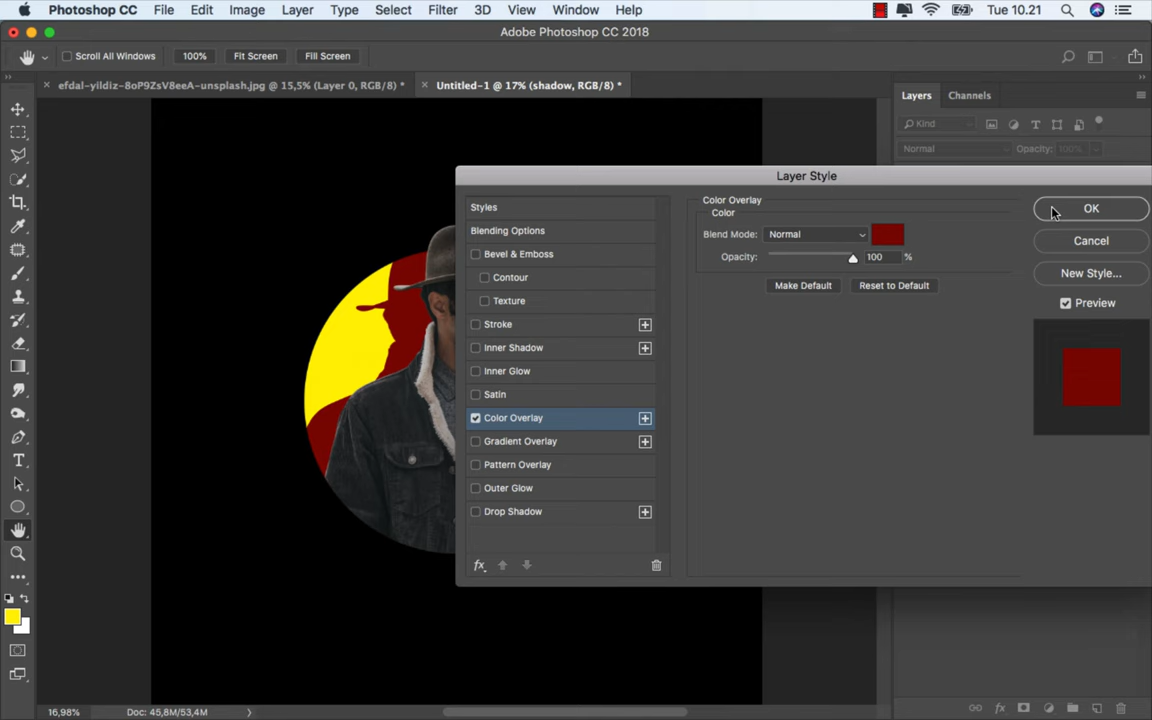 Photoshop CC File Edit Image Layer Type Select Filter 3D View Window Help Tue 10.21
Adobe Photoshop CC 2018
Scroll All Windows 100% Fit Screen Fill Screen
efdal-yildiz-8oP9ZsV8eeA-unsplash.jpg @ 15,5% (Layer 0, RGB/8) * Untitled-1 @ 17% (shadow, RGB/8) *
Layers Channels
Kind
Normal Opacity: 100%
Layer Style
Styles
Blending Options
Bevel & Emboss
Contour
Texture
Stroke
Inner Shadow
Inner Glow
Satin
Color Overlay
Gradient Overlay
Pattern Overlay
Outer Glow
Drop Shadow
fx
Color Overlay
Color
Blend Mode: Normal
Opacity: 100 %
Make Default Reset to Default
OK
Cancel
New Style...
Preview
16,98% Doc: 45,8M/53,4M
fx